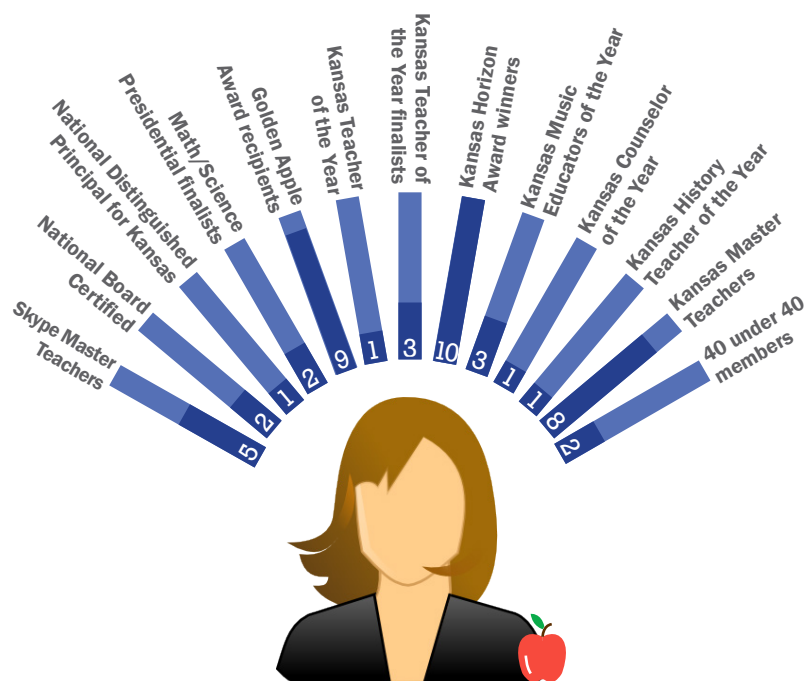 Skype Master
Teachers
5
National Board
Certified
2
National Distinguished
Principal for Kansas
1
Math/Science
Presidential finalists
2
Golden Apple
Award recipients
9
Kansas Teacher
of the Year
1
Kansas Teacher of
the Year finalists
3
Kansas Horizon
Award winners
10
Kansas Music
Educators of the Year
3
Kansas Counselor
of the Year
1
Kansas History
Teacher of the Year
1
Kansas Master
Teachers
8
40 under 40
members
2